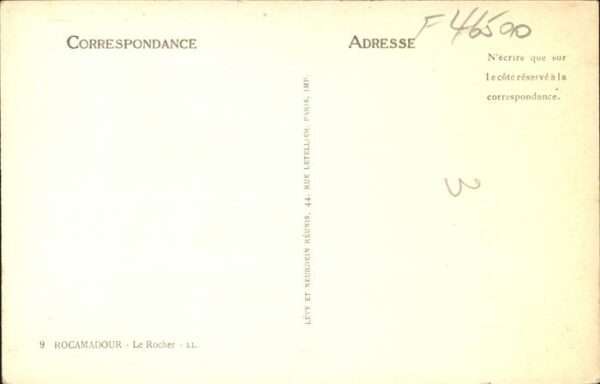 CORRESPONDANCE
ADRESSE
F 46500
N'écrire que sur
le côté réservé à la
correspondance.
LÉVY ET NEURDEIN RÉUNIS, 44, RUE LETELLIER, PARIS, IMP.
3
9 ROCAMADOUR - Le Rocher - LL.